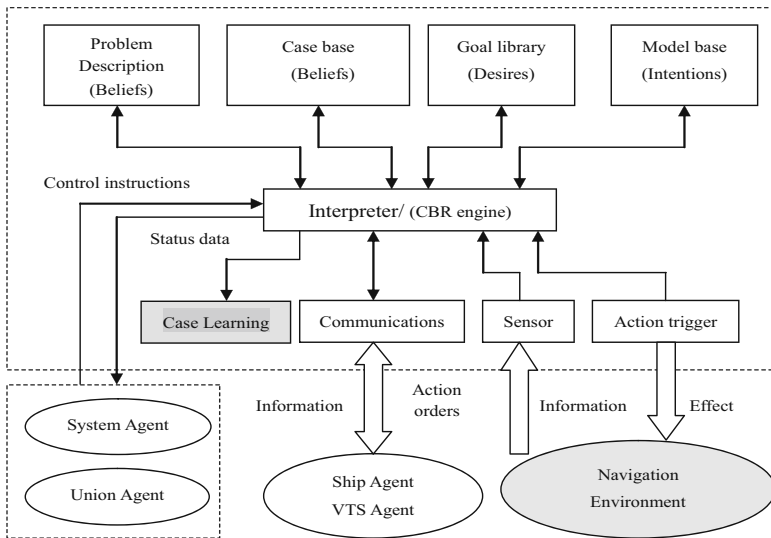 Problem
Description
(Beliefs)
Case base
(Beliefs)
Goal library
(Desires)
Model base
(Intentions)
Control instructions
Interpreter/ (CBR engine)
Status data
Case Learning
Communications
Sensor
Action trigger
Information
Action
orders
Information
Effect
System Agent
Union Agent
Ship Agent
VTS Agent
Navigation
Environment